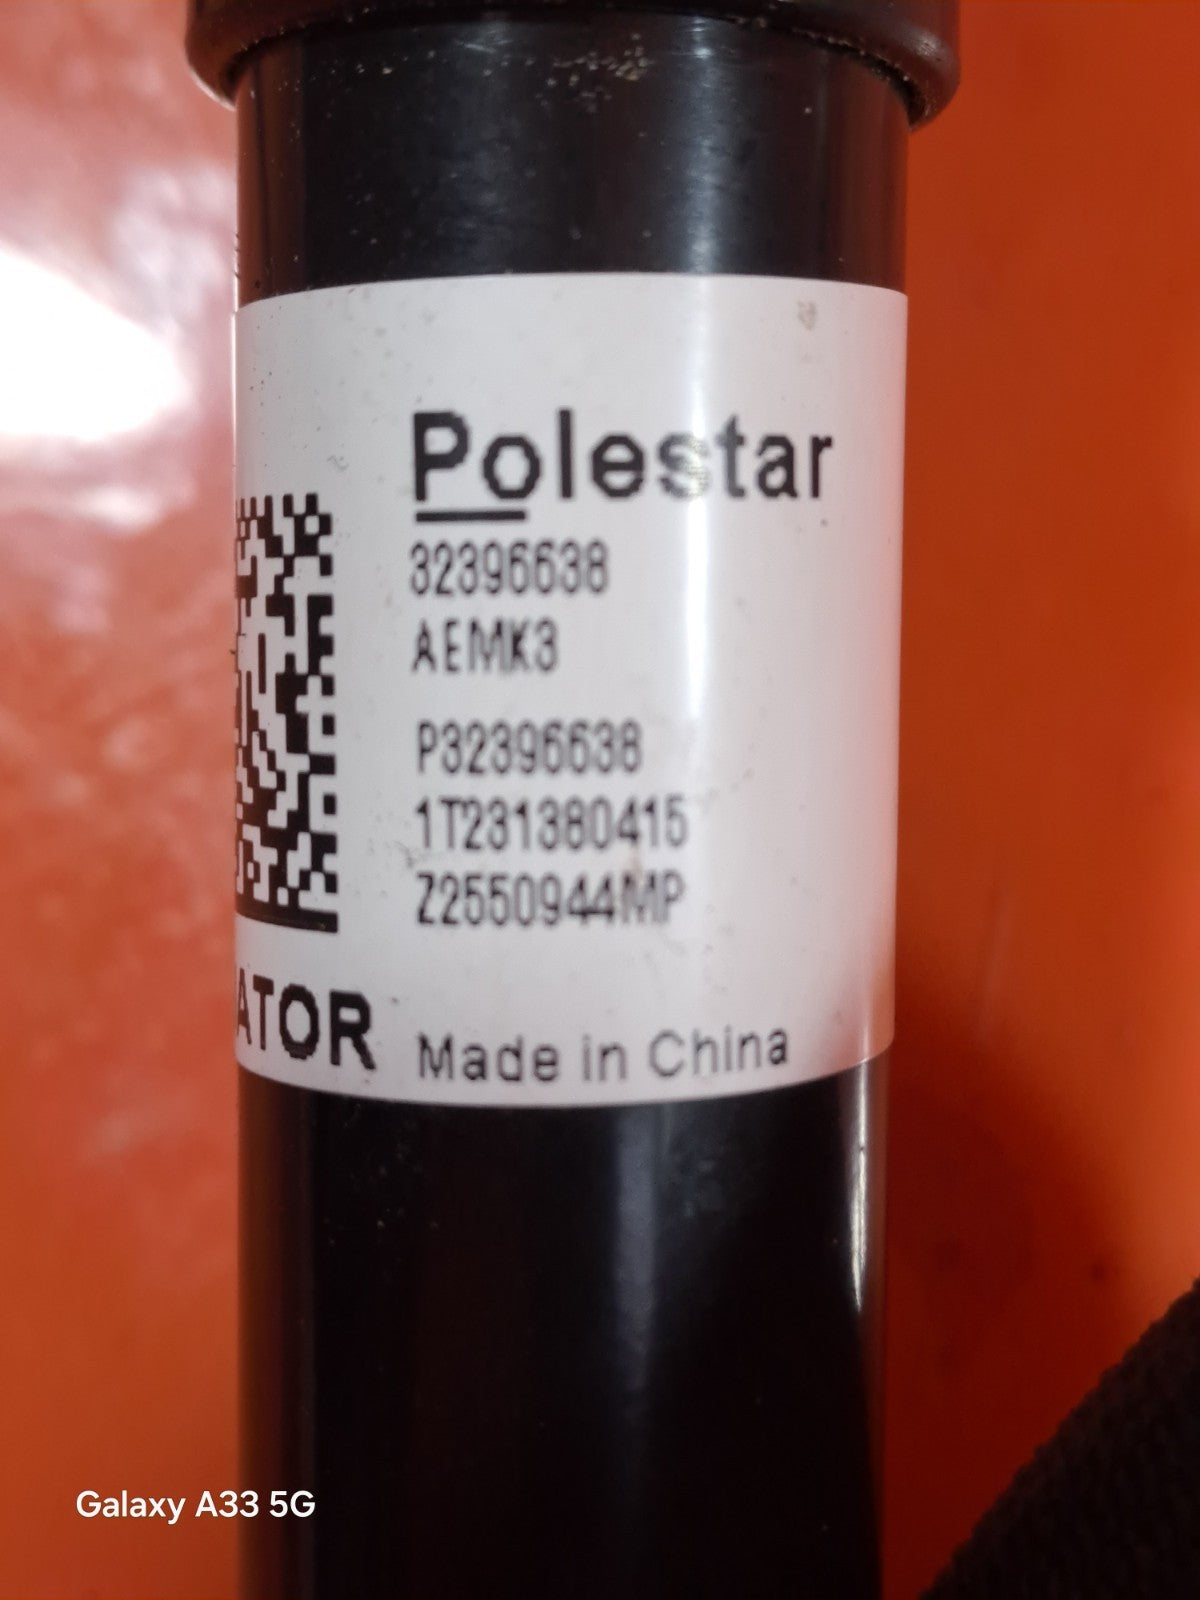 Polestar
32396638
AEMK3
P32396638
1T231380415
Z2550944MP
ATOR
Made in China
Galaxy A33 5G